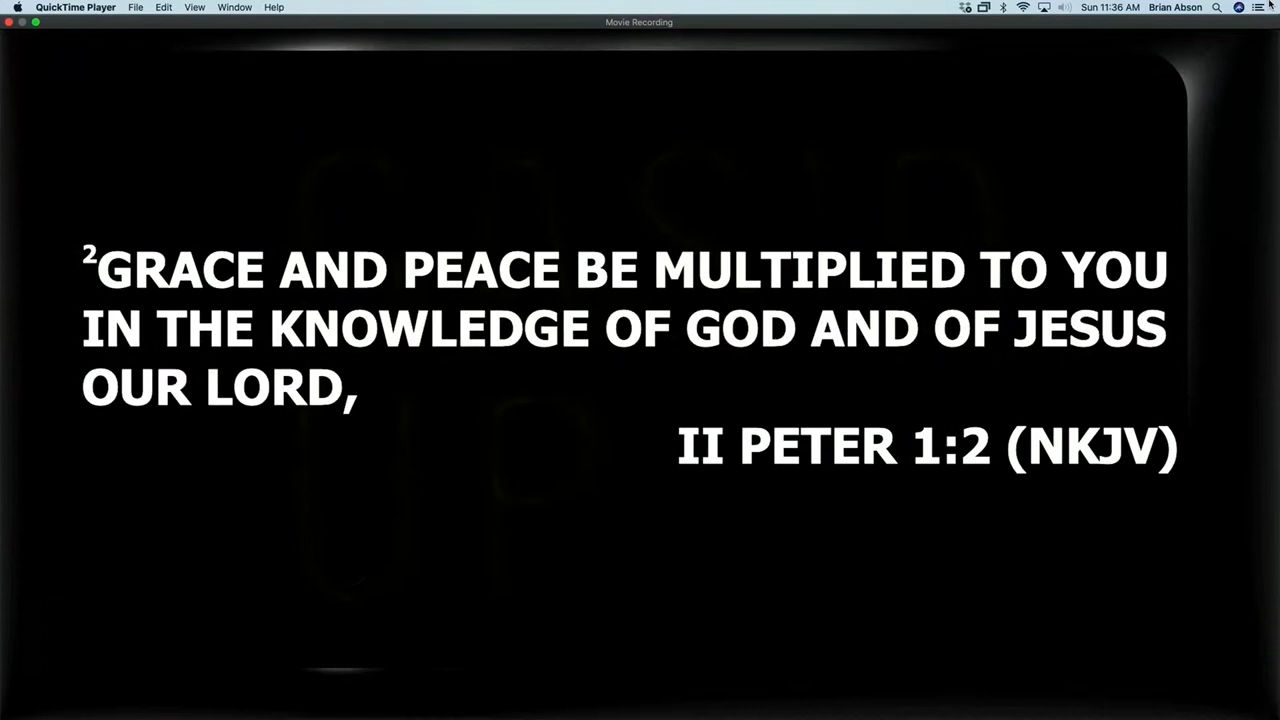 QuickTime Player File Edit View Window Help Sun 11:36 AM Brian Abson
Movie Recording
²GRACE AND PEACE BE MULTIPLIED TO YOU
IN THE KNOWLEDGE OF GOD AND OF JESUS
OUR LORD,
II PETER 1:2 (NKJV)